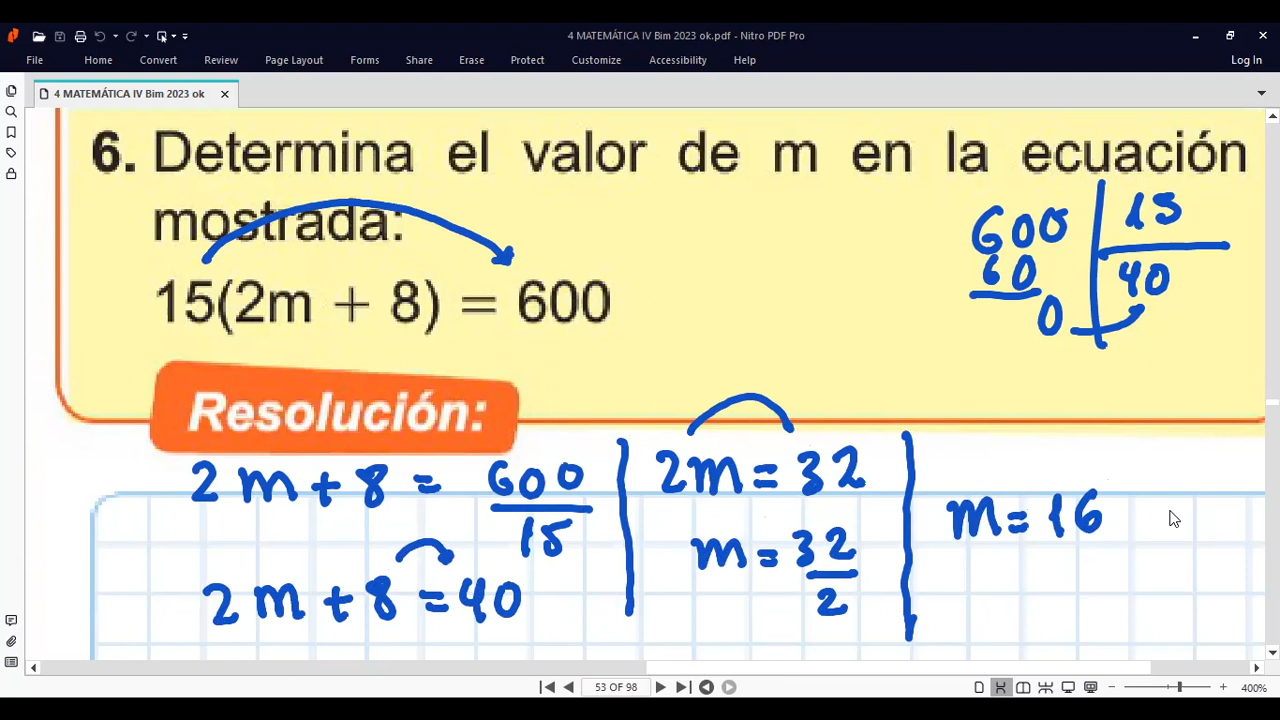 4 MATEMÁTICA IV Bim 2023 ok.pdf - Nitro PDF Pro
File Home Convert Review Page Layout Forms Share Erase Protect Customize Accessibility Help Log In
4 MATEMÁTICA IV Bim 2023 ok
6. Determina el valor de m en la ecuación
mostrada:
15(2m + 8) = 600
600 15
60 40
0
Resolución:
2m+8 = 600/15
2m+8 = 40
2m = 32
m = 32/2
m = 16
53 OF 98
400%